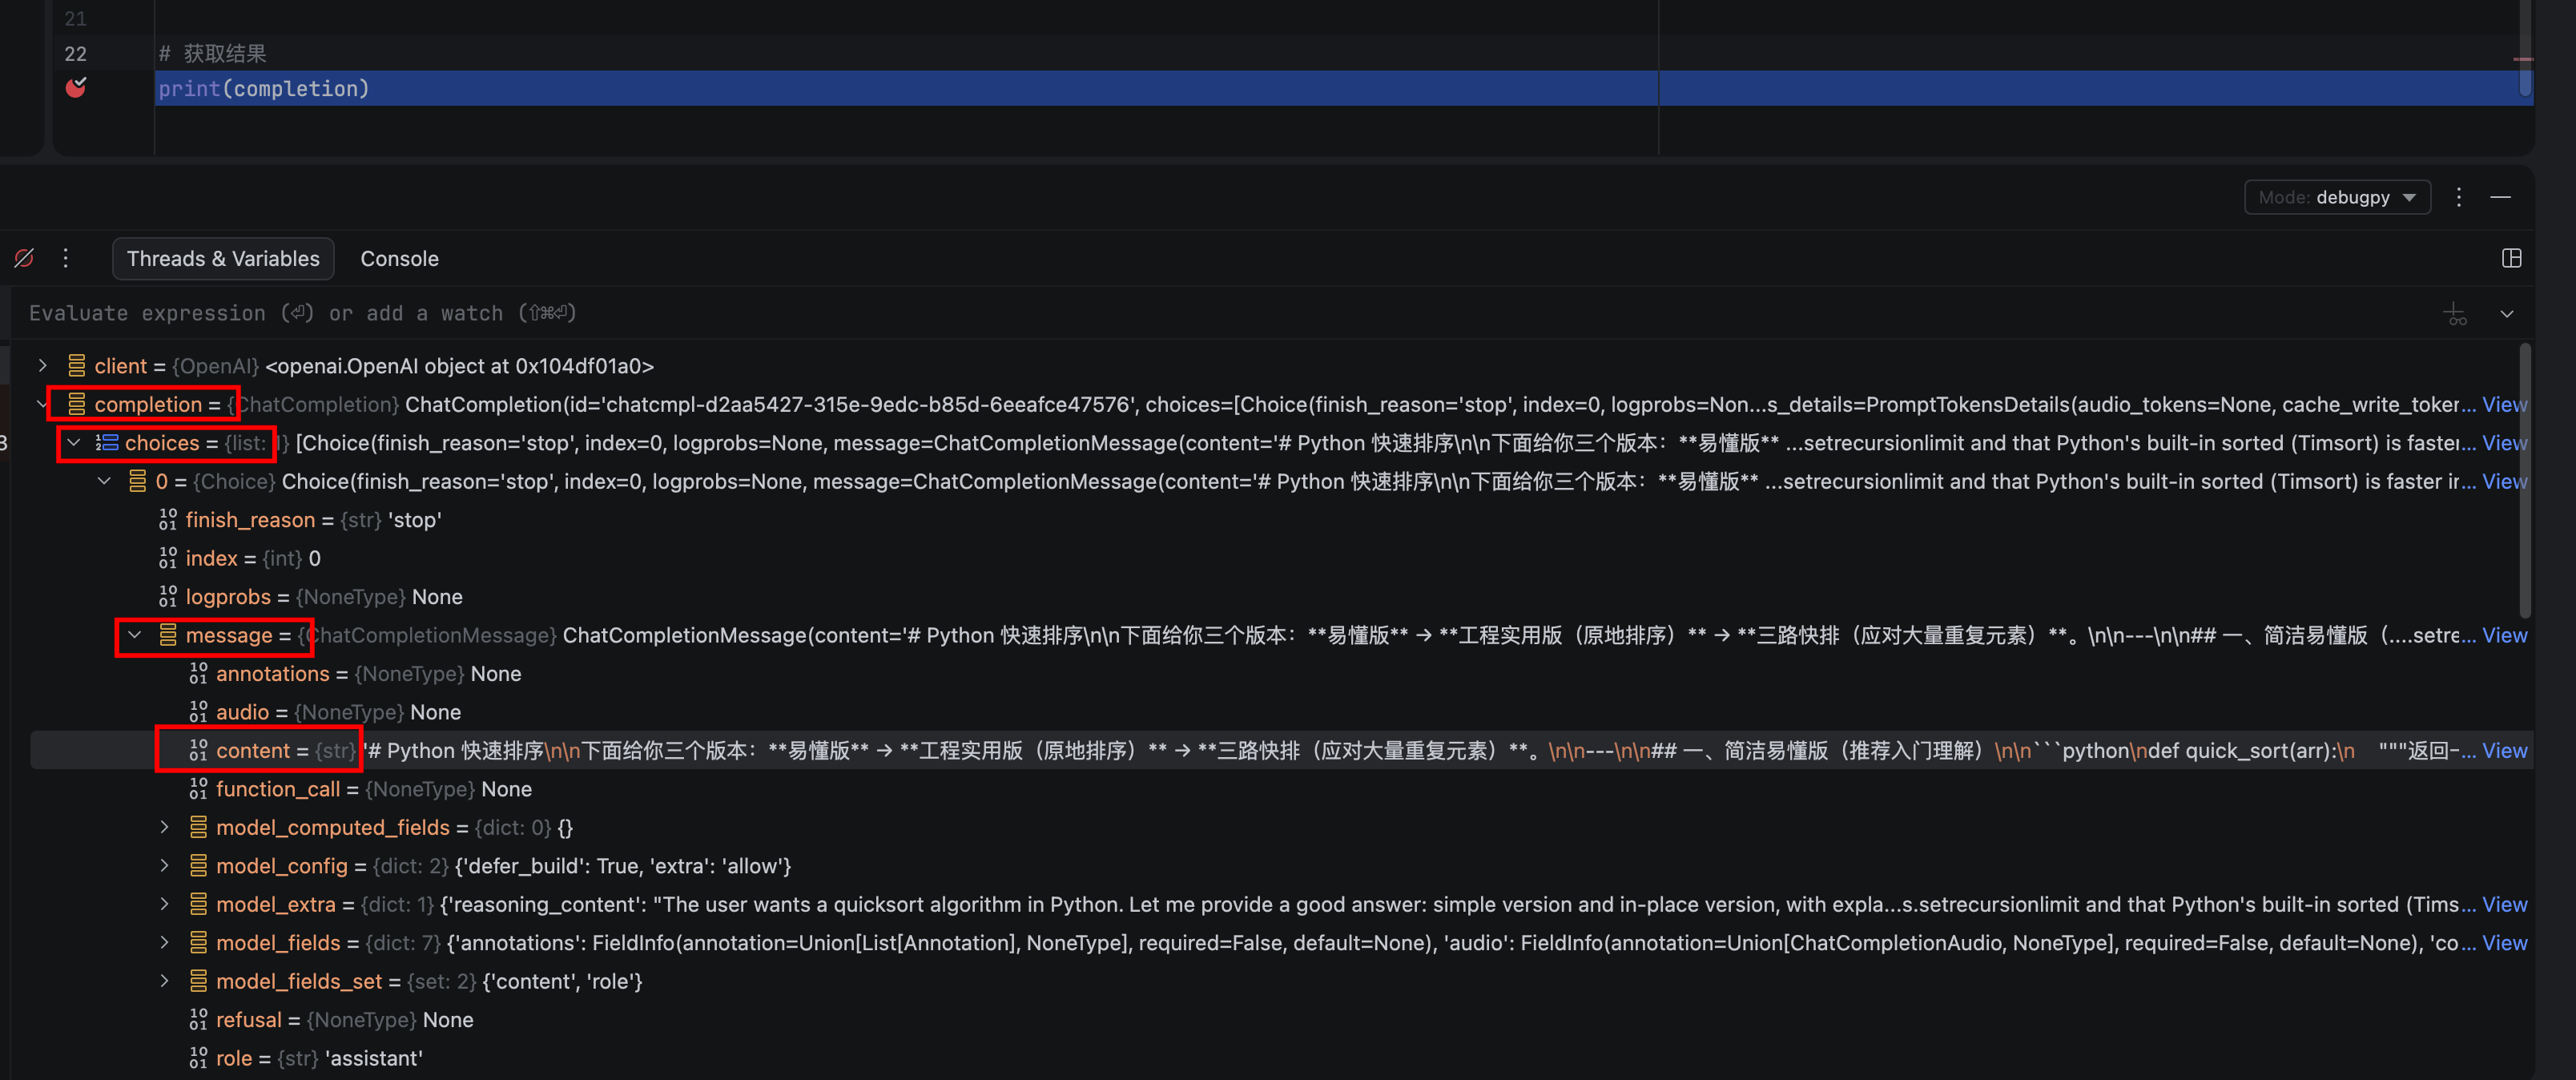 21
22
# 获取结果
print(completion)
Mode: debugpy
Threads & Variables
Console
Evaluate expression (⏎) or add a watch (⇧⌘⏎)
client = {OpenAI} <openai.OpenAI object at 0x104df01a0>
completion = {ChatCompletion} ChatCompletion(id='chatcmpl-d2aa5427-315e-9edc-b85d-6eeafce47576', choices=[Choice(finish_reason='stop', index=0, logprobs=Non...s_details=PromptTokensDetails(audio_tokens=None, cache_write_toker... View
3
choices = {list: 1} [Choice(finish_reason='stop', index=0, logprobs=None, message=ChatCompletionMessage(content='# Python 快速排序\n\n下面给你三个版本：**易懂版** ...setrecursionlimit and that Python's built-in sorted (Timsort) is faster... View
0 = {Choice} Choice(finish_reason='stop', index=0, logprobs=None, message=ChatCompletionMessage(content='# Python 快速排序\n\n下面给你三个版本：**易懂版** ...setrecursionlimit and that Python's built-in sorted (Timsort) is faster ir... View
finish_reason = {str} 'stop'
index = {int} 0
logprobs = {NoneType} None
message = {ChatCompletionMessage} ChatCompletionMessage(content='# Python 快速排序\n\n下面给你三个版本：**易懂版** → **工程实用版（原地排序）** → **三路快排（应对大量重复元素）**。\n\n---\n\n## 一、简洁易懂版（....setre... View
annotations = {NoneType} None
audio = {NoneType} None
content = {str} '# Python 快速排序\n\n下面给你三个版本：**易懂版** → **工程实用版（原地排序）** → **三路快排（应对大量重复元素）**。\n\n---\n\n## 一、简洁易懂版（推荐入门理解）\n\n```python\ndef quick_sort(arr):\n    """返回一... View
function_call = {NoneType} None
model_computed_fields = {dict: 0} {}
model_config = {dict: 2} {'defer_build': True, 'extra': 'allow'}
model_extra = {dict: 1} {'reasoning_content': "The user wants a quicksort algorithm in Python. Let me provide a good answer: simple version and in-place version, with expla...s.setrecursionlimit and that Python's built-in sorted (Tims... View
model_fields = {dict: 7} {'annotations': FieldInfo(annotation=Union[List[Annotation], NoneType], required=False, default=None), 'audio': FieldInfo(annotation=Union[ChatCompletionAudio, NoneType], required=False, default=None), 'co... View
model_fields_set = {set: 2} {'content', 'role'}
refusal = {NoneType} None
role = {str} 'assistant'